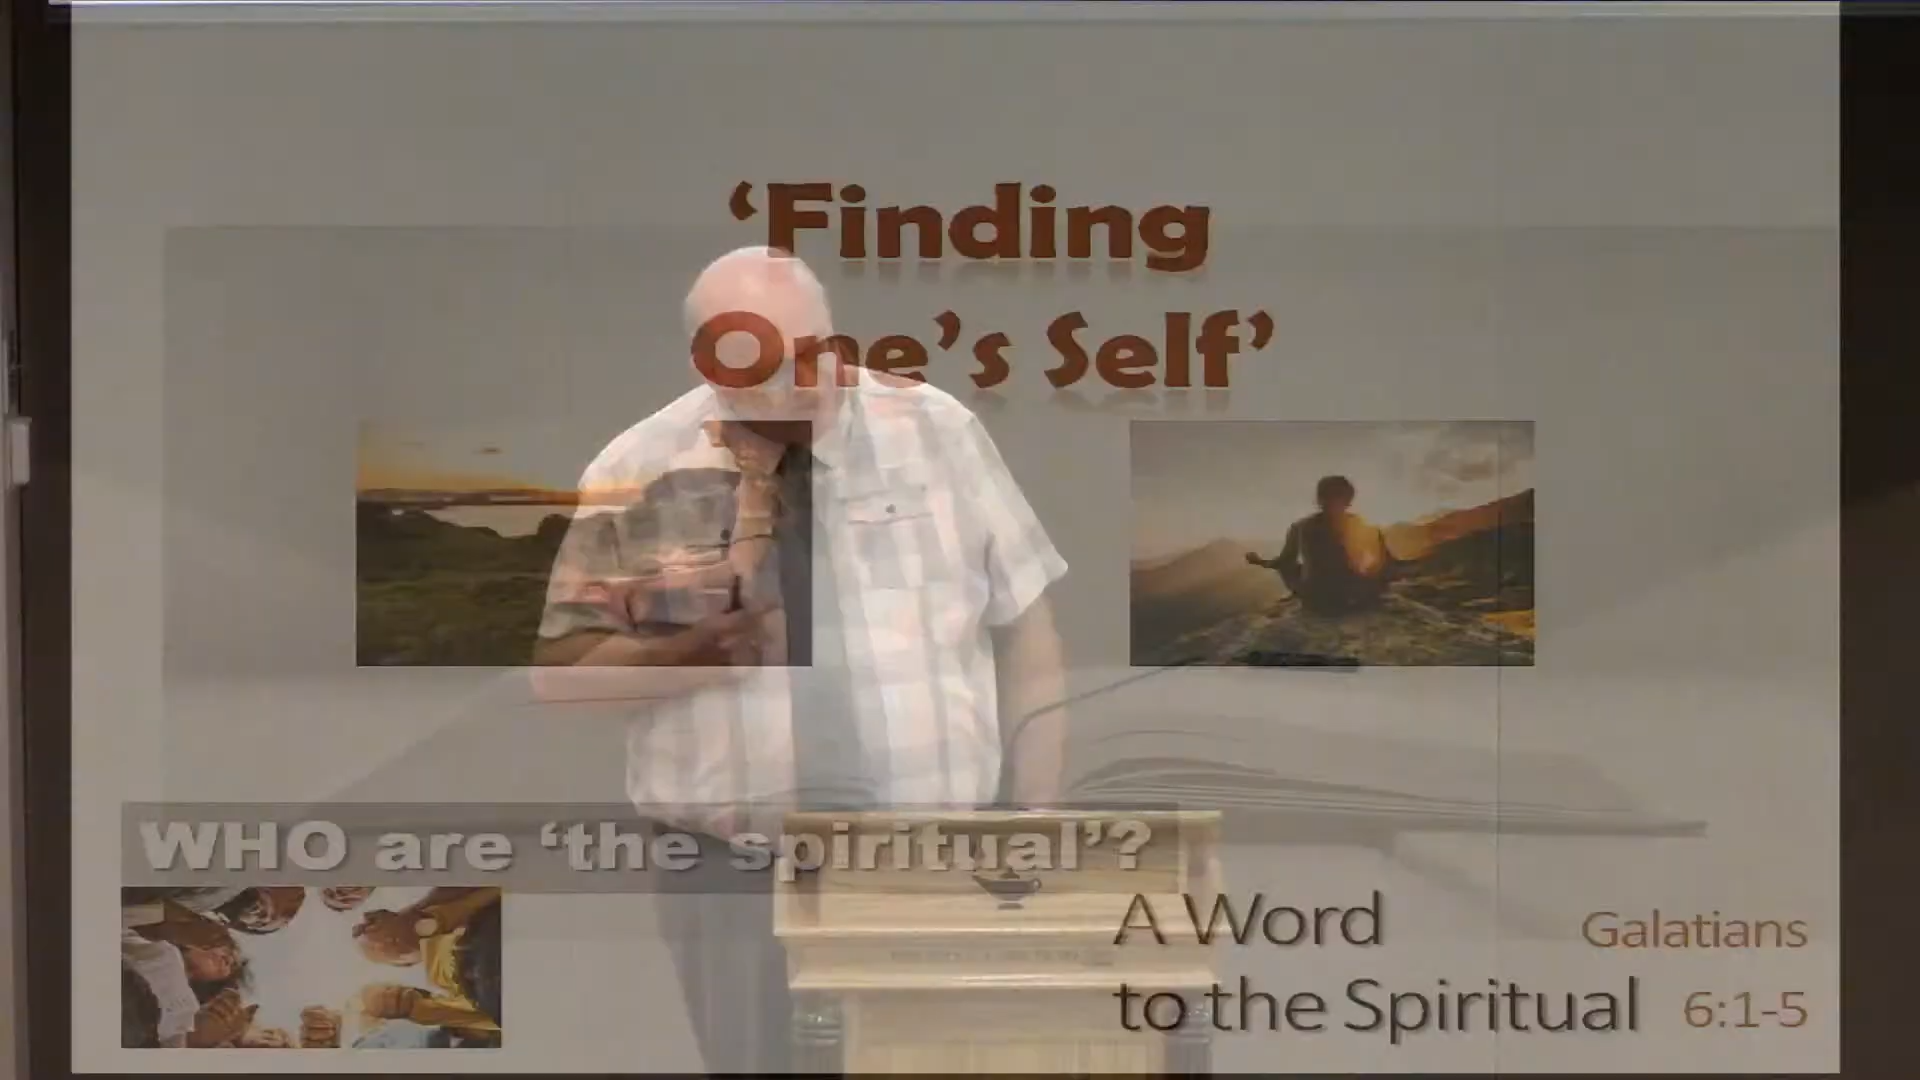 ‘Finding
One’s Self’
WHO are ‘the spiritual’?
A Word
to the Spiritual
Galatians
6:1-5